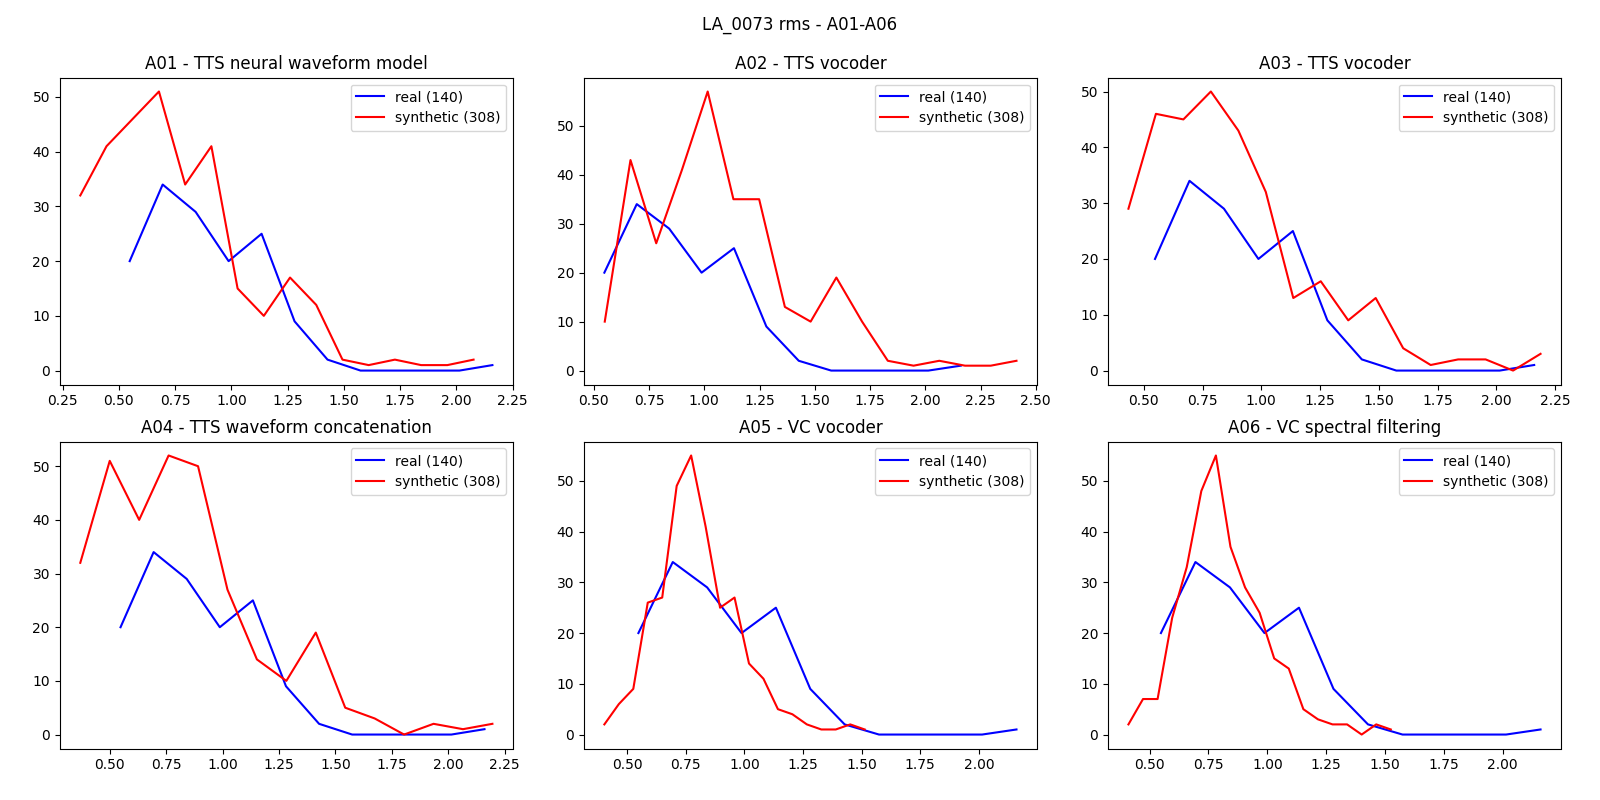 LA_0073 rms - A01-A06
A01 - TTS neural waveform model
50
40
30
20
10
0
real (140)
synthetic (308)
0.25 0.50 0.75 1.00 1.25 1.50 1.75 2.00 2.25
A02 - TTS vocoder
50
40
30
20
10
0
real (140)
synthetic (308)
0.50 0.75 1.00 1.25 1.50 1.75 2.00 2.25 2.50
A03 - TTS vocoder
50
40
30
20
10
0
real (140)
synthetic (308)
0.50 0.75 1.00 1.25 1.50 1.75 2.00 2.25
A04 - TTS waveform concatenation
50
40
30
20
10
0
real (140)
synthetic (308)
0.50 0.75 1.00 1.25 1.50 1.75 2.00 2.25
A05 - VC vocoder
50
40
30
20
10
0
real (140)
synthetic (308)
0.50 0.75 1.00 1.25 1.50 1.75 2.00
A06 - VC spectral filtering
50
40
30
20
10
0
real (140)
synthetic (308)
0.50 0.75 1.00 1.25 1.50 1.75 2.00